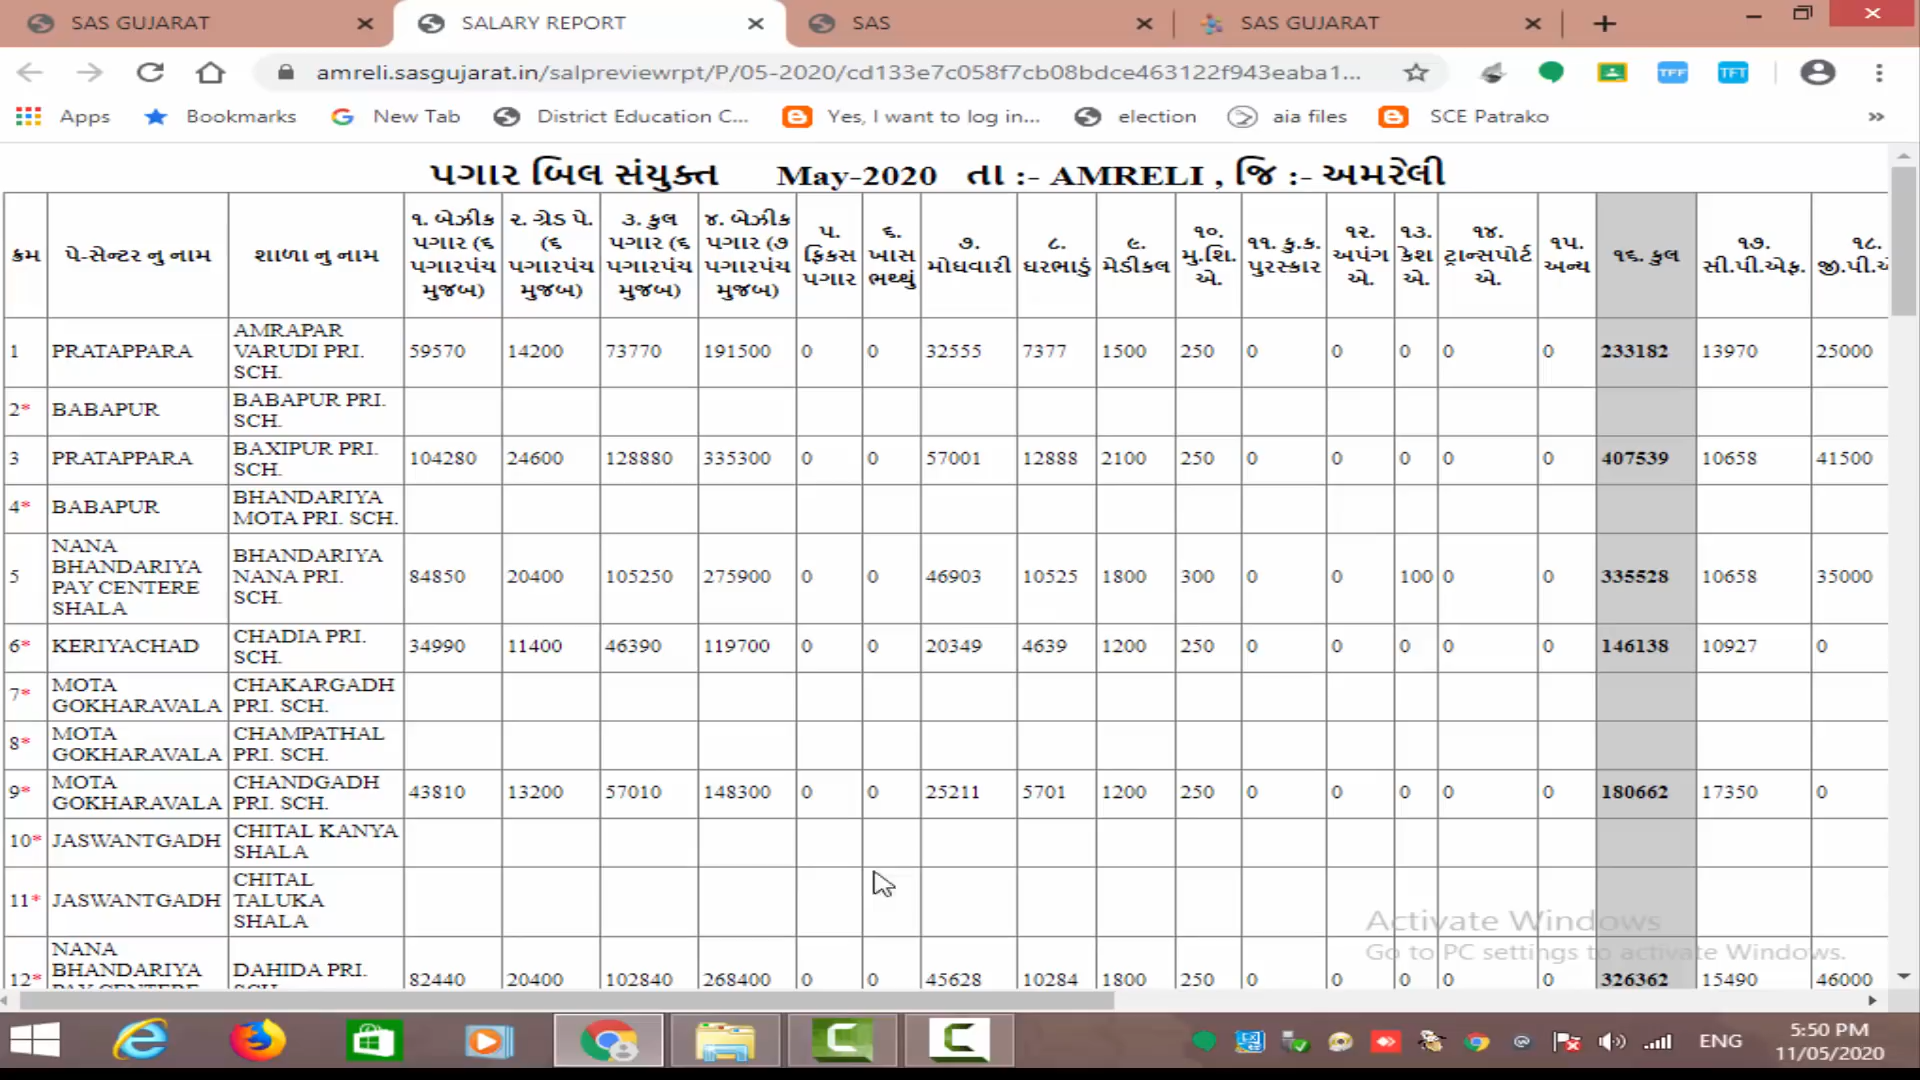 SAS GUJARAT SALARY REPORT SAS SAS GUJARAT
amreli.sasgujarat.in/salpreviewrpt/P/05-2020/cd133e7c058f7cb08bdce463122f943eaba1...
Apps Bookmarks New Tab District Education C... Yes, I want to log in... election aia files SCE Patrako
પગાર બિલ સંયુક્ત May-2020 તા :- AMRELI , જિ :- અમરેલી
ક્રમ પે-સેન્ટર નુ નામ શાળા નુ નામ ૧. બેઝીક પગાર (૬ પગારપંચ મુજબ) ૨. ગ્રેડ પે. (૬ પગારપંચ મુજબ) ૩. કુલ પગાર (૬ પગારપંચ મુજબ) ૪. બેઝીક પગાર (૭ પગારપંચ મુજબ) ૫. ફિકસ પગાર ૬. ખાસ ભથ્થું ૭. મોધવારી ૮. ઘરભાડું ૯. મેડીકલ ૧૦. મુ.શિ. એ. ૧૧. કુ.ક. પુરસ્કાર ૧૨. અપંગ એ. ૧૩. કેશ એ. ૧૪. ટ્રાન્સપોર્ટ એ. ૧૫. અન્ય ૧૬. કુલ ૧૭. સી.પી.એફ. ૧૮. જી.પી.
1 PRATAPPARA AMRAPAR VARUDI PRI. SCH. 59570 14200 73770 191500 0 0 32555 7377 1500 250 0 0 0 0 0 233182 13970 25000
2* BABAPUR BABAPUR PRI. SCH.
3 PRATAPPARA BAXIPUR PRI. SCH. 104280 24600 128880 335300 0 0 57001 12888 2100 250 0 0 0 0 0 407539 10658 41500
4* BABAPUR BHANDARIYA MOTA PRI. SCH.
5 NANA BHANDARIYA PAY CENTERE SHALA BHANDARIYA NANA PRI. SCH. 84850 20400 105250 275900 0 0 46903 10525 1800 300 0 0 100 0 0 335528 10658 35000
6* KERIYACHAD CHADIA PRI. SCH. 34990 11400 46390 119700 0 0 20349 4639 1200 250 0 0 0 0 0 146138 10927 0
7* MOTA GOKHARAVALA CHAKARGADH PRI. SCH.
8* MOTA GOKHARAVALA CHAMPATHAL PRI. SCH.
9* MOTA GOKHARAVALA CHANDGADH PRI. SCH. 43810 13200 57010 148300 0 0 25211 5701 1200 250 0 0 0 0 0 180662 17350 0
10* JASWANTGADH CHITAL KANYA SHALA
11* JASWANTGADH CHITAL TALUKA SHALA
12* NANA BHANDARIYA DAHIDA PRI. 82440 20400 102840 268400 0 0 45628 10284 1800 250 0 0 0 0 0 326362 15490 46000
Activate Windows
Go to PC settings to activate Windows.
ENG 5:50 PM
11/05/2020